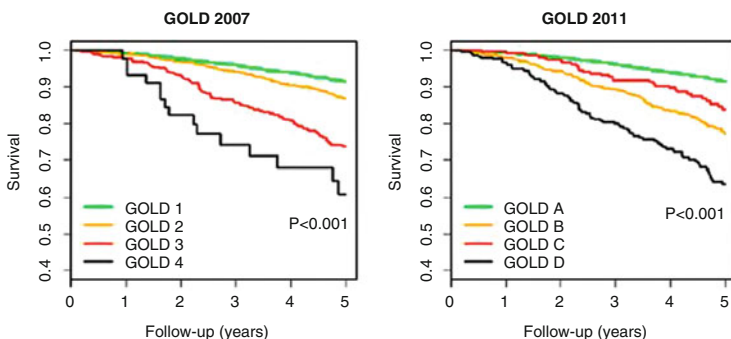 GOLD 2007
Survival
1.0
0.9
0.8
0.7
0.6
0.5
0.4
GOLD 1
GOLD 2
GOLD 3
GOLD 4
P<0.001
0 1 2 3 4 5
Follow-up (years)
GOLD 2011
Survival
1.0
0.9
0.8
0.7
0.6
0.5
0.4
GOLD A
GOLD B
GOLD C
GOLD D
P<0.001
0 1 2 3 4 5
Follow-up (years)